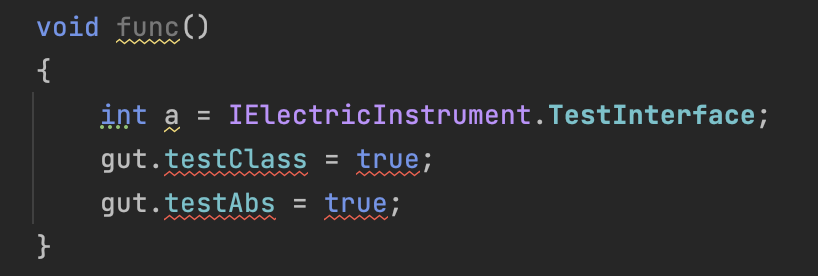 void func()
{
int a = IElectricInstrument.TestInterface;
gut.testClass = true;
gut.testAbs = true;
}